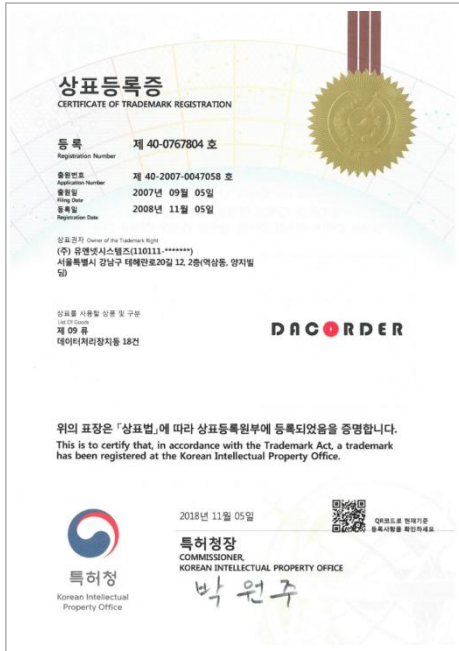 상표등록증
CERTIFICATE OF TRADEMARK REGISTRATION
등록 제 40-0767804 호
Registration Number
출원번호 제 40-2007-0047058 호
Application Number
출원일 2007년 09월 05일
Filing Date
등록일 2008년 11월 05일
Registration Date
상표권자 Owner of the Trademark Right
(주) 유엔넷시스템즈(110111-*******)
서울특별시 강남구 테헤란로20길 12, 2층(역삼동, 양지빌
딩)
상표를 사용할 상품 및 구분
List Of Goods
제 09 류
데이터처리장치등 18건
DACORDER
위의 표장은 「상표법」에 따라 상표등록원부에 등록되었음을 증명합니다.
This is to certify that, in accordance with the Trademark Act, a trademark
has been registered at the Korean Intellectual Property Office.
2018년 11월 05일
QR코드로 현재기준
등록사항을 확인하세요
특허청장
COMMISSIONER,
KOREAN INTELLECTUAL PROPERTY OFFICE
박원주
특허청
Korean Intellectual
Property Office